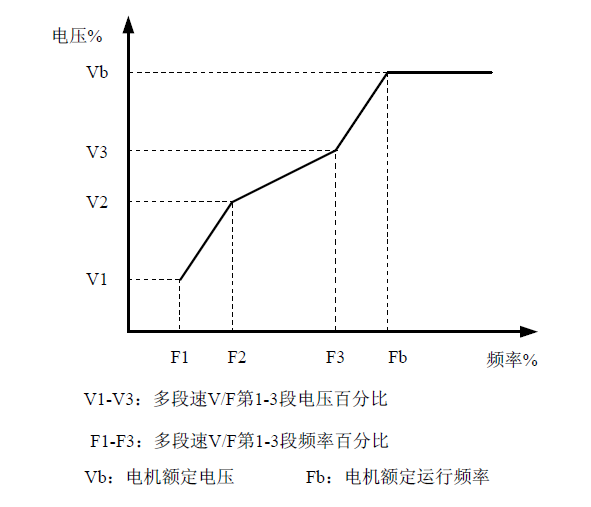 电压%
Vb
V3
V2
V1
F1 F2 F3 Fb
频率%
V1-V3：多段速V/F第1-3段电压百分比
F1-F3：多段速V/F第1-3段频率百分比
Vb：电机额定电压 Fb：电机额定运行频率